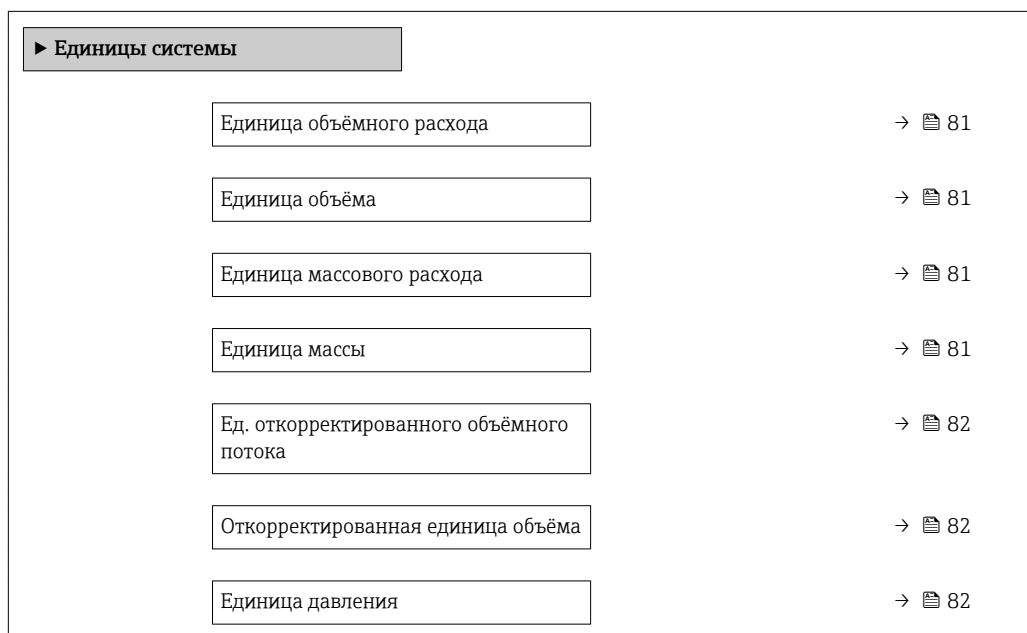 ▶ Единицы системы
Единица объёмного расхода → 81
Единица объёма → 81
Единица массового расхода → 81
Единица массы → 81
Ед. откорректированного объёмного → 82
потока
Откорректированная единица объёма → 82
Единица давления → 82